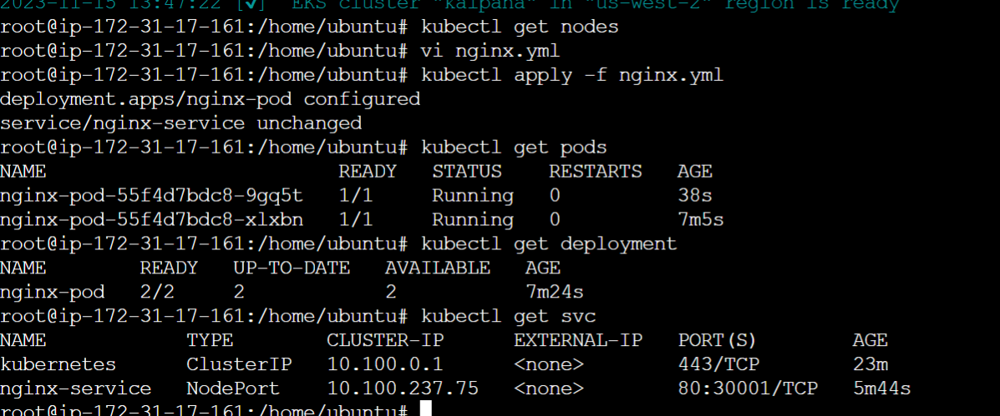 2023-11-15 13:47:22 [✔]  EKS cluster "kalpana" in "us-west-2" region is ready
root@ip-172-31-17-161:/home/ubuntu# kubectl get nodes
root@ip-172-31-17-161:/home/ubuntu# vi nginx.yml
root@ip-172-31-17-161:/home/ubuntu# kubectl apply -f nginx.yml
deployment.apps/nginx-pod configured
service/nginx-service unchanged
root@ip-172-31-17-161:/home/ubuntu# kubectl get pods
NAME                         READY   STATUS    RESTARTS   AGE
nginx-pod-55f4d7bdc8-9gq5t   1/1     Running   0          38s
nginx-pod-55f4d7bdc8-xlxbn   1/1     Running   0          7m5s
root@ip-172-31-17-161:/home/ubuntu# kubectl get deployment
NAME        READY   UP-TO-DATE   AVAILABLE   AGE
nginx-pod   2/2     2            2           7m24s
root@ip-172-31-17-161:/home/ubuntu# kubectl get svc
NAME            TYPE        CLUSTER-IP      EXTERNAL-IP   PORT(S)        AGE
kubernetes      ClusterIP   10.100.0.1      <none>        443/TCP        23m
nginx-service   NodePort    10.100.237.75   <none>        80:30001/TCP   5m44s
root@ip-172-31-17-161:/home/ubuntu#